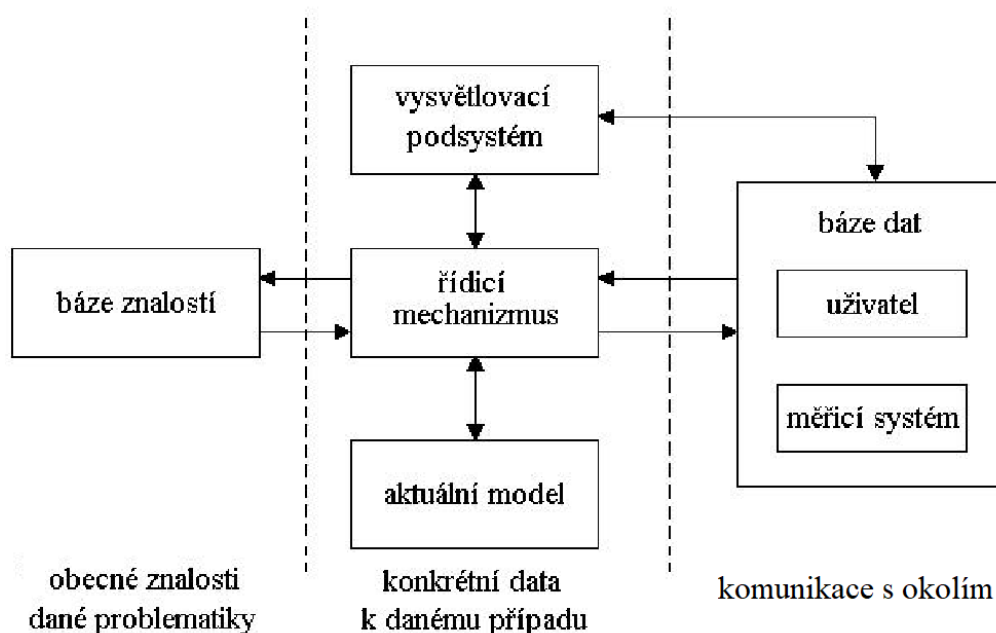 vysvětlovací
podsystém
báze dat
báze znalostí
řídicí
mechanizmus
uživatel
měřicí systém
aktuální model
obecné znalosti
dané problematiky
konkrétní data
k danému případu
komunikace s okolím